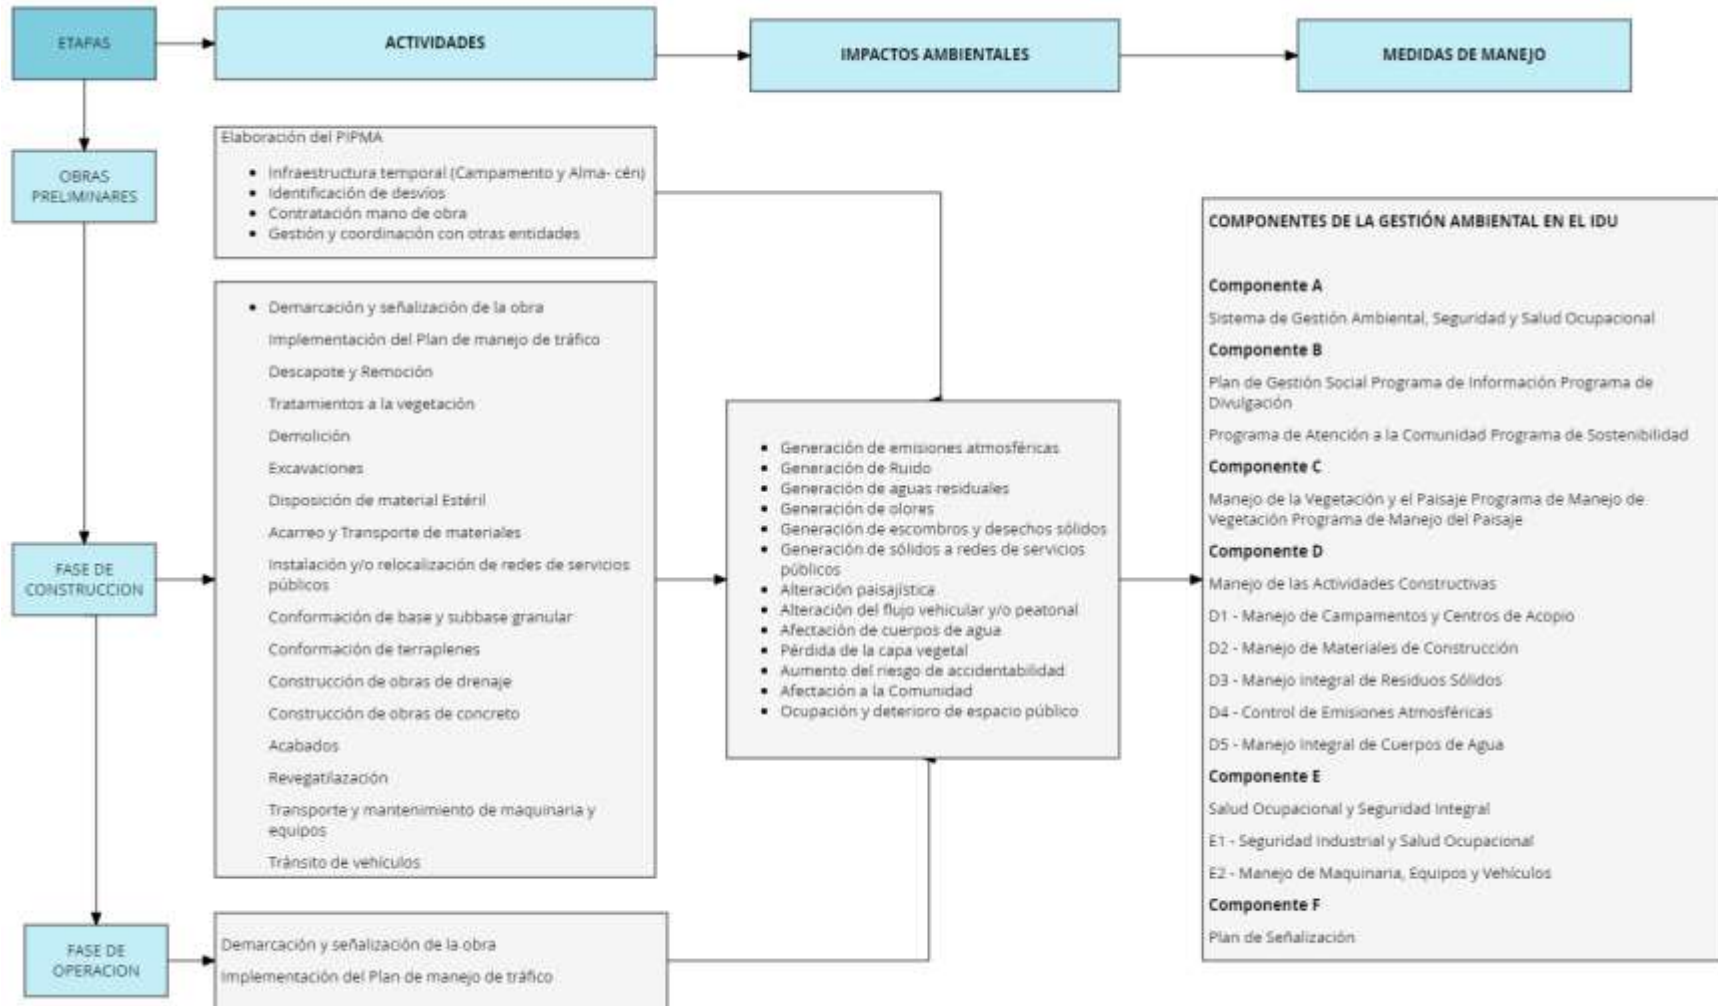 ETAPAS
ACTIVIDADES
IMPACTOS AMBIENTALES
MEDIDAS DE MANEJO
OBRAS
PRELIMINARES
Elaboración del PIPMA
• Infraestructura temporal (Campamento y Alma- cén)
• Identificación de desvíos
• Contratación mano de obra
• Gestión y coordinación con otras entidades
FASE DE
CONSTRUCCION
• Demarcación y señalización de la obra
Implementación del Plan de manejo de tráfico
Descapote y Remoción
Tratamientos a la vegetación
Demolición
Excavaciones
Disposición de material Estéril
Acarreo y Transporte de materiales
Instalación y/o relocalización de redes de servicios
públicos
Conformación de base y subbase granular
Conformación de terraplenes
Construcción de obras de drenaje
Construcción de obras de concreto
Acabados
Revegatilazación
Transporte y mantenimiento de maquinaria y
equipos
Tránsito de vehículos
FASE DE
OPERACION
Demarcación y señalización de la obra
Implementación del Plan de manejo de tráfico
• Generación de emisiones atmosféricas
• Generación de Ruido
• Generación de aguas residuales
• Generación de olores
• Generación de escombros y desechos sólidos
• Generación de sólidos a redes de servicios
públicos
• Alteración paisajística
• Alteración del flujo vehicular y/o peatonal
• Afectación de cuerpos de agua
• Pérdida de la capa vegetal
• Aumento del riesgo de accidentabilidad
• Afectación a la Comunidad
• Ocupación y deterioro de espacio público
COMPONENTES DE LA GESTIÓN AMBIENTAL EN EL IDU
Componente A
Sistema de Gestión Ambiental, Seguridad y Salud Ocupacional
Componente B
Plan de Gestión Social Programa de Información Programa de
Divulgación
Programa de Atención a la Comunidad Programa de Sostenibilidad
Componente C
Manejo de la Vegetación y el Paisaje Programa de Manejo de
Vegetación Programa de Manejo del Paisaje
Componente D
Manejo de las Actividades Constructivas
D1 - Manejo de Campamentos y Centros de Acopio
D2 - Manejo de Materiales de Construcción
D3 - Manejo Integral de Residuos Sólidos
D4 - Control de Emisiones Atmosféricas
D5 - Manejo Integral de Cuerpos de Agua
Componente E
Salud Ocupacional y Seguridad Integral
E1 - Seguridad Industrial y Salud Ocupacional
E2 - Manejo de Maquinaria, Equipos y Vehículos
Componente F
Plan de Señalización